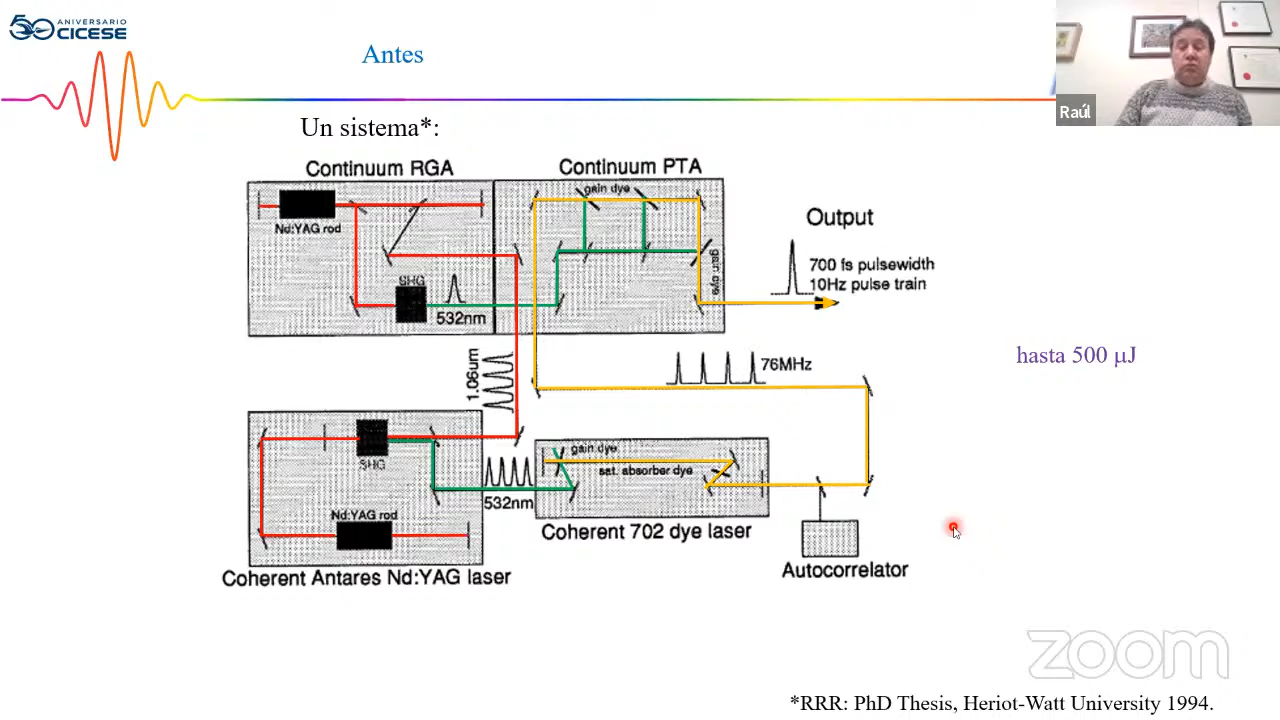 50 ANIVERSARIO
CICESE
Antes
Raúl
Un sistema*:
Continuum RGA
Continuum PTA
gain dye
Nd:YAG rod
Output
gain dye
700 fs pulsewidth
10Hz pulse train
SHG
532nm
hasta 500 µJ
1.06um
76MHz
SHG
gain dye
sat. absorber dye
532nm
Nd:YAG rod
Coherent 702 dye laser
Coherent Antares Nd:YAG laser
Autocorrelator
zoom
*RRR: PhD Thesis, Heriot-Watt University 1994.